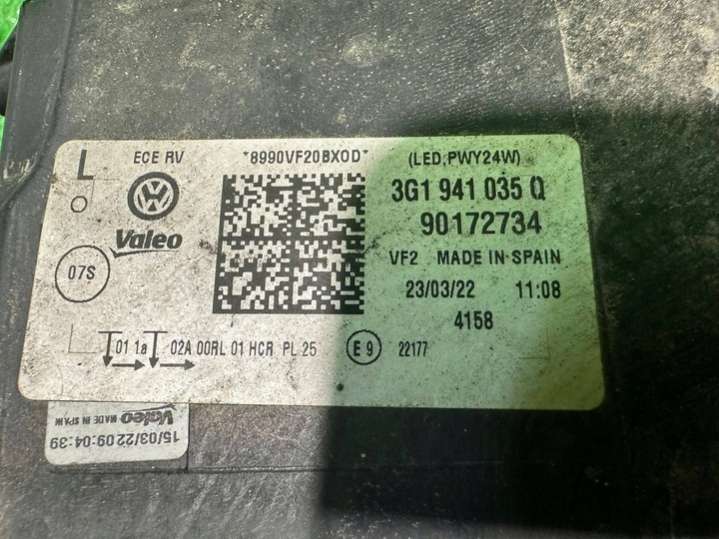 L ECE RV *8990VF20BX0D* (LED,PWY24W)
3G1 941 035 Q
Valeo 90172734
07S VF2 MADE IN SPAIN
23/03/22 11:08
4158
01 1a 02A 00RL 01 HCR PL 25 E9 22177
Valeo MADE IN SPAIN
15/03/22 09:04:39